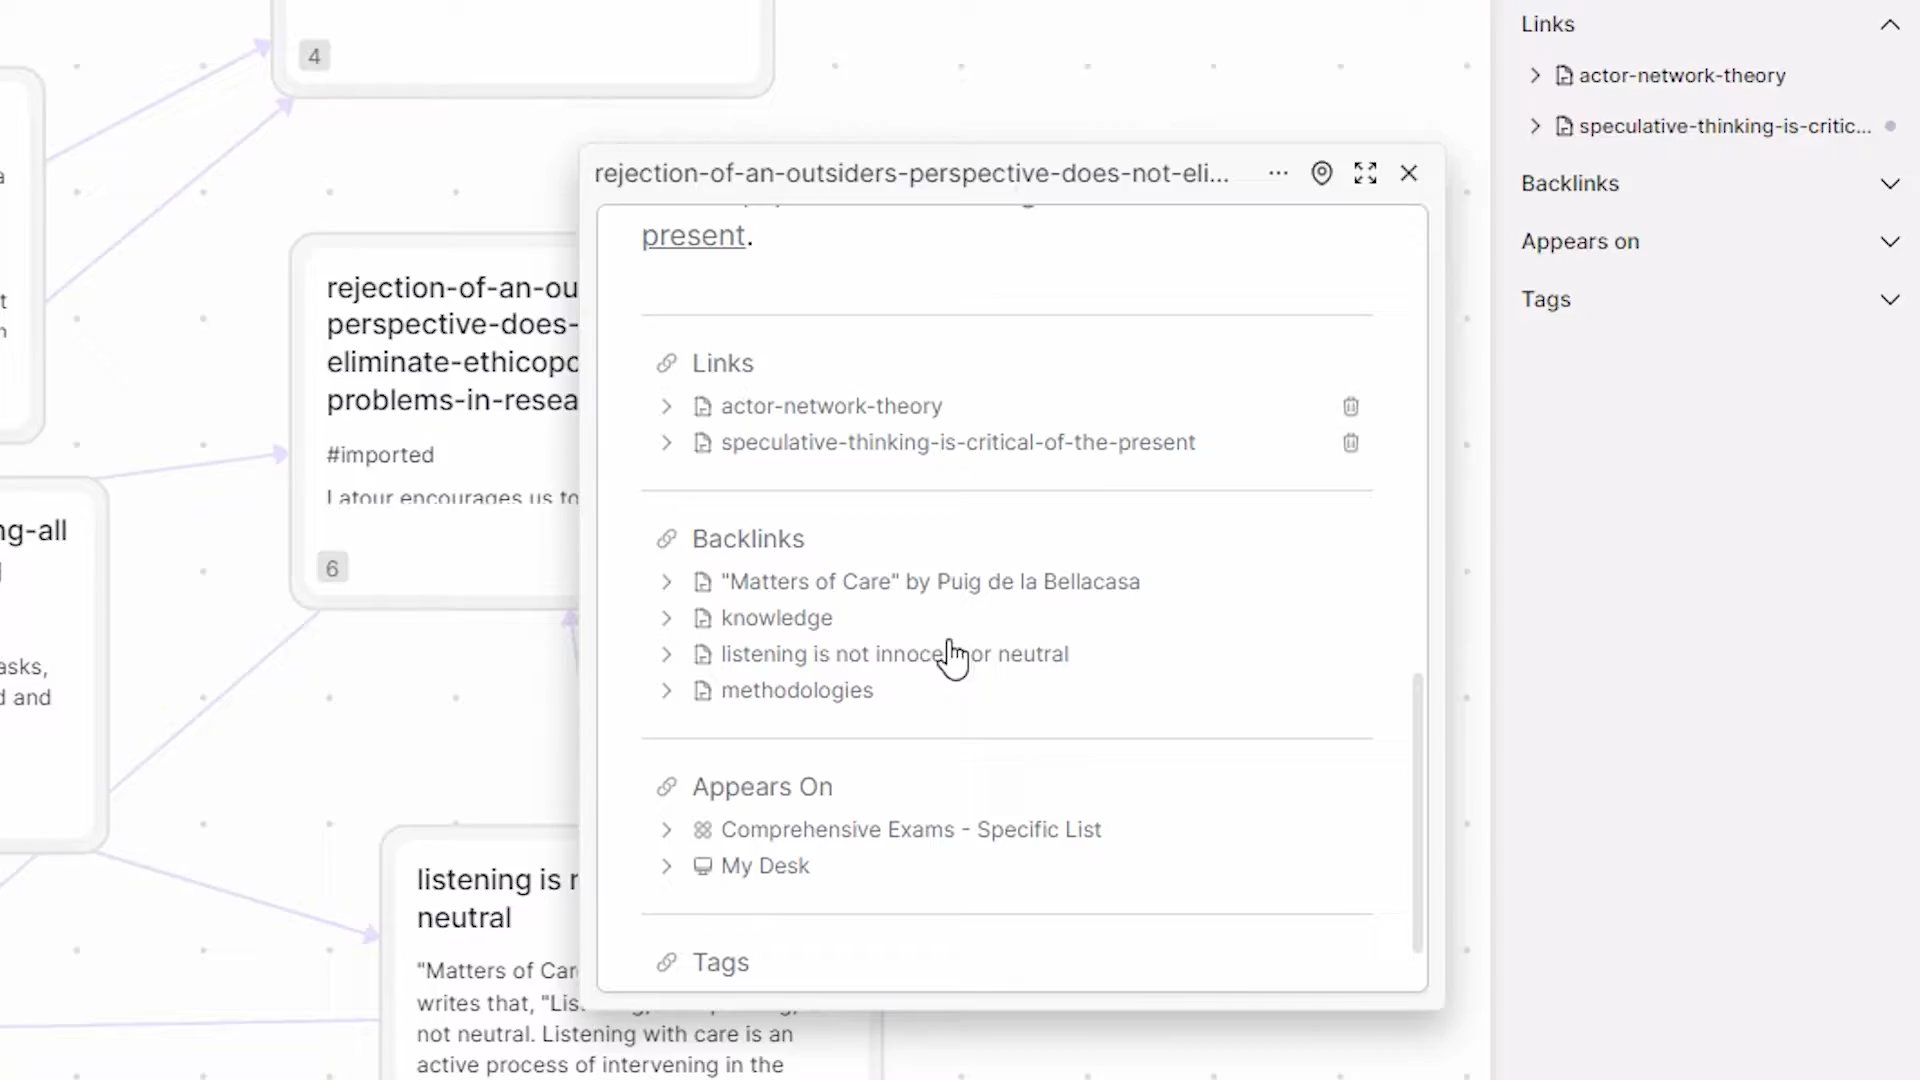 4
a
t
n
rejection-of-an-ou
perspective-does-
eliminate-ethicopo
problems-in-resea
#imported
Latour encourages us to
6
ng-all
asks,
d and
listening is n
neutral
"Matters of Car
writes that, "Lis
not neutral. Listening with care is an
active process of intervening in the
rejection-of-an-outsiders-perspective-does-not-eli...
present.
Links
actor-network-theory
speculative-thinking-is-critical-of-the-present
Backlinks
"Matters of Care" by Puig de la Bellacasa
knowledge
listening is not innoce or neutral
methodologies
Appears On
Comprehensive Exams - Specific List
My Desk
Tags
Links
actor-network-theory
speculative-thinking-is-critic...
Backlinks
Appears on
Tags